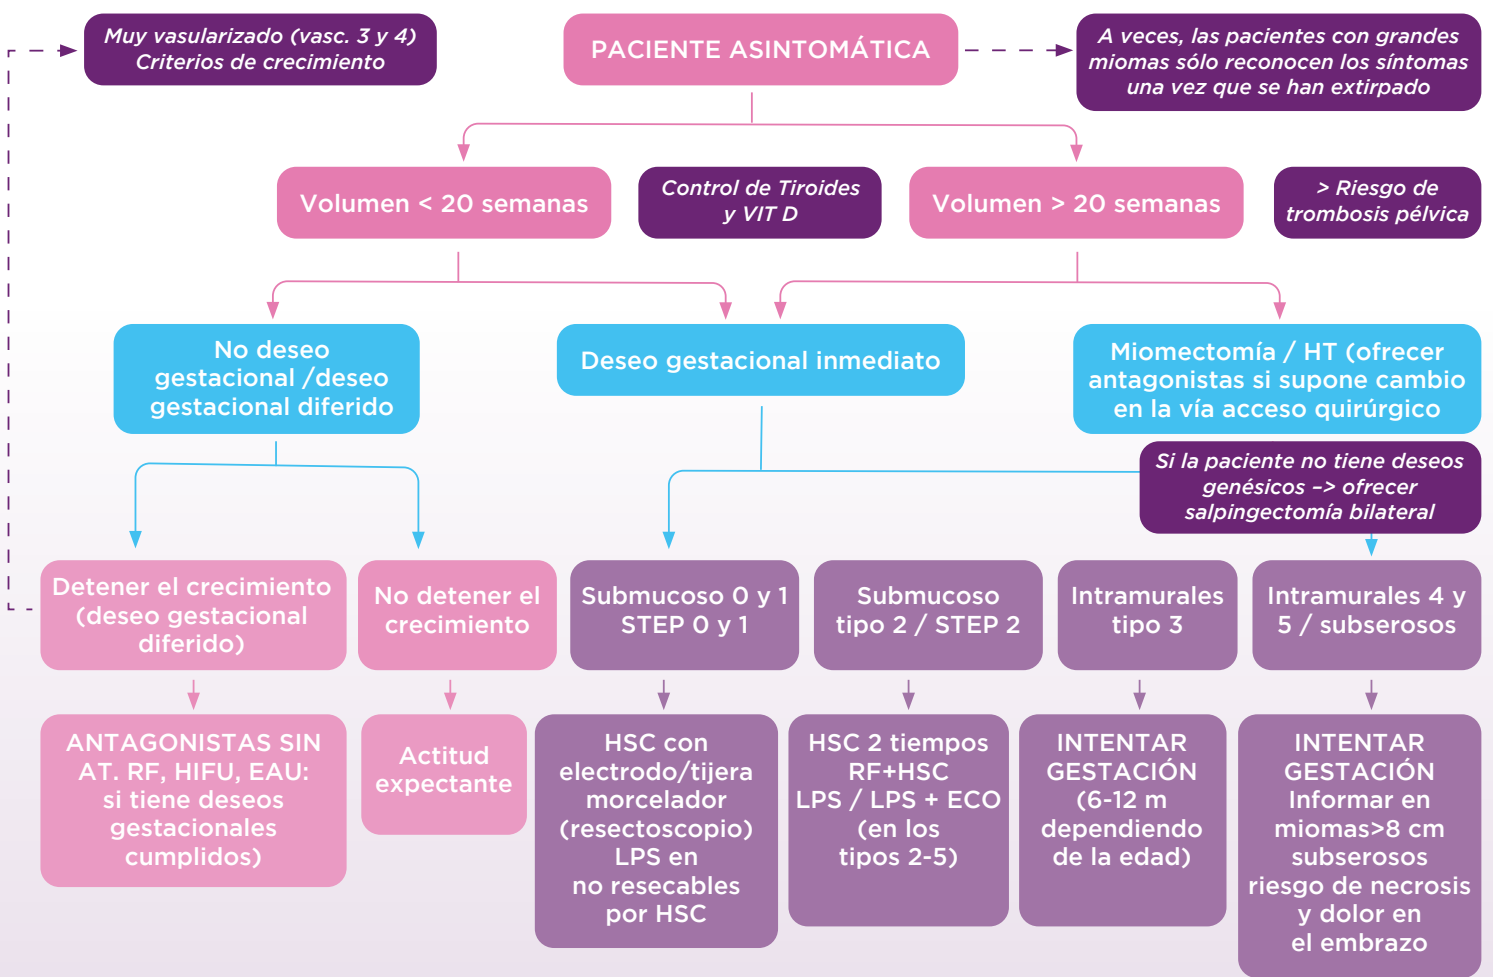 Muy vasularizado (vasc. 3 y 4)
Criterios de crecimiento
PACIENTE ASINTOMÁTICA
A veces, las pacientes con grandes
miomas sólo reconocen los síntomas
una vez que se han extirpado
Volumen < 20 semanas
Control de Tiroides
y VIT D
Volumen > 20 semanas
> Riesgo de
trombosis pélvica
No deseo
gestacional /deseo
gestacional diferido
Deseo gestacional inmediato
Miomectomía / HT (ofrecer
antagonistas si supone cambio
en la vía acceso quirúrgico
Si la paciente no tiene deseos
genésicos –> ofrecer
salpingectomía bilateral
Detener el crecimiento
(deseo gestacional
diferido)
No detener el
crecimiento
Submucoso 0 y 1
STEP 0 y 1
Submucoso
tipo 2 / STEP 2
Intramurales
tipo 3
Intramurales 4 y
5 / subserosos
ANTAGONISTAS SIN
AT. RF, HIFU, EAU:
si tiene deseos
gestacionales
cumplidos)
Actitud
expectante
HSC con
electrodo/tijera
morcelador
(resectoscopio)
LPS en
no resecables
por HSC
HSC 2 tiempos
RF+HSC
LPS / LPS + ECO
(en los
tipos 2-5)
INTENTAR
GESTACIÓN
(6-12 m
dependiendo
de la edad)
INTENTAR
GESTACIÓN
Informar en
miomas>8 cm
subserosos
riesgo de necrosis
y dolor en
el embrazo